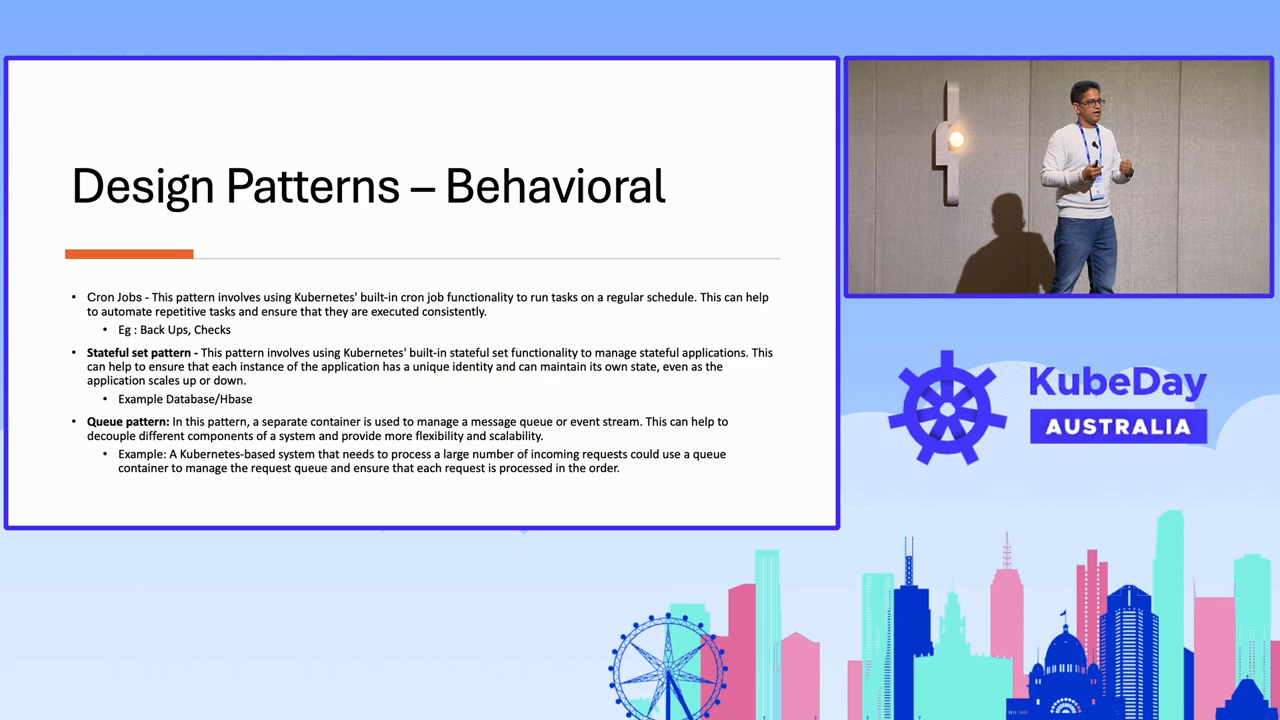 Design Patterns – Behavioral
• Cron Jobs - This pattern involves using Kubernetes' built-in cron job functionality to run tasks on a regular schedule. This can help
to automate repetitive tasks and ensure that they are executed consistently.
• Eg : Back Ups, Checks
• Stateful set pattern - This pattern involves using Kubernetes' built-in stateful set functionality to manage stateful applications. This
can help to ensure that each instance of the application has a unique identity and can maintain its own state, even as the
application scales up or down.
• Example Database/Hbase
• Queue pattern: In this pattern, a separate container is used to manage a message queue or event stream. This can help to
decouple different components of a system and provide more flexibility and scalability.
• Example: A Kubernetes-based system that needs to process a large number of incoming requests could use a queue
container to manage the request queue and ensure that each request is processed in the order.
KubeDay
AUSTRALIA